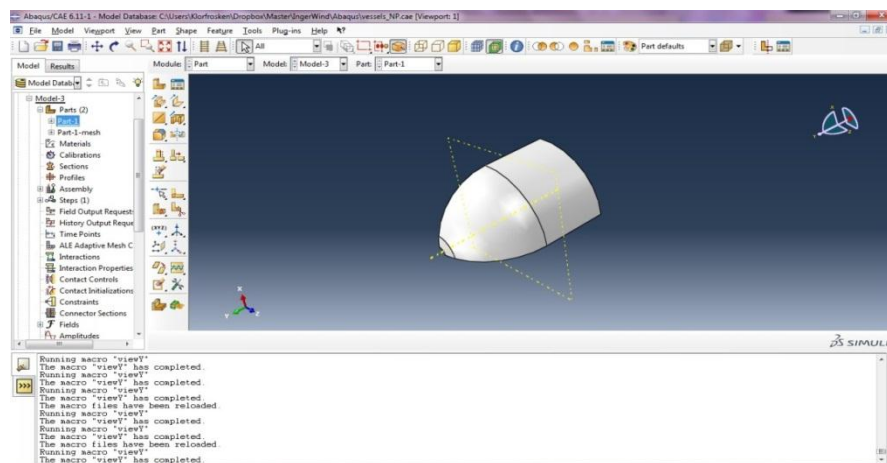 Abaqus/CAE 6.11-1 - Model Database: C:\Users\Klorfrosken\Dropbox\Master\IngerWind\Abaqus\vessels_NP.cae [Viewport: 1]
File Model Viewport View Part Shape Feature Tools Plug-ins Help
All Part defaults
Model Results Module: Part Model: Model-3 Part: Part-1
Model Datab
Model-3
Parts (2)
Part-1
Part-1-mesh
Materials
Calibrations
Sections
Profiles
Assembly
Steps (1)
Field Output Request
History Output Reque
Time Points
ALE Adaptive Mesh C
Interactions
Interaction Properties
Contact Controls
Contact Initializations
Constraints
Connector Sections
Fields
Amplitudes
X
Y Z
SIMUL
Running macro "viewY"
The macro "viewY" has completed.
Running macro "viewY"
The macro "viewY" has completed.
Running macro "viewY"
The macro "viewY" has completed.
The macro files have been reloaded.
Running macro "viewY"
The macro "viewY" has completed.
Running macro "viewY"
The macro "viewY" has completed.
The macro files have been reloaded.
Running macro "viewY"
The macro "viewY" has completed.